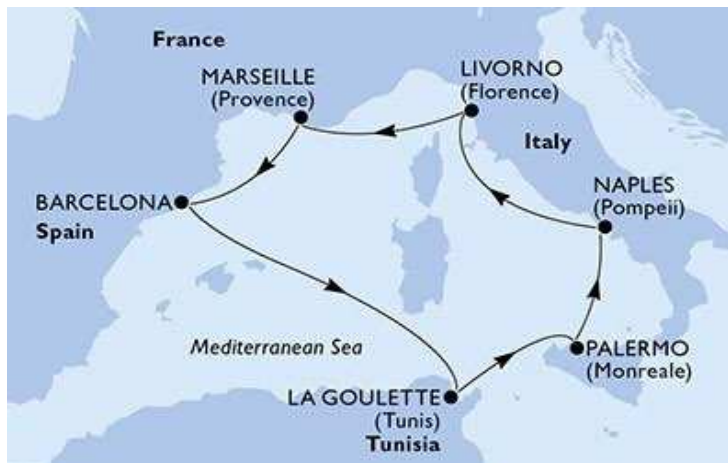 France
MARSEILLE
(Provence)
LIVORNO
(Florence)
Italy
NAPLES
(Pompeii)
BARCELONA
Spain
Mediterranean Sea
PALERMO
(Monreale)
LA GOULETTE
(Tunis)
Tunisia